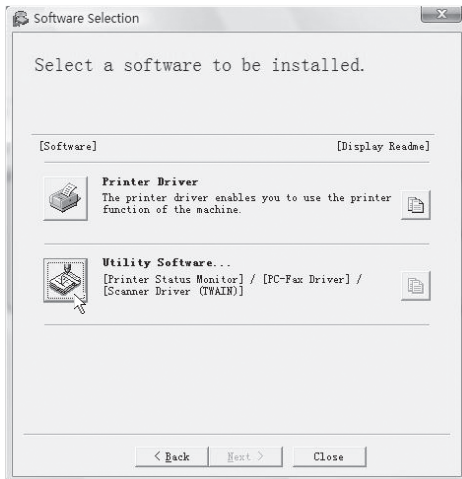 Software Selection
Select a software to be installed.
[Software] [Display Readme]
Printer Driver
The printer driver enables you to use the printer
function of the machine.
Utility Software...
[Printer Status Monitor] / [PC-Fax Driver] /
[Scanner Driver (TWAIN)]
< Back Next > Close